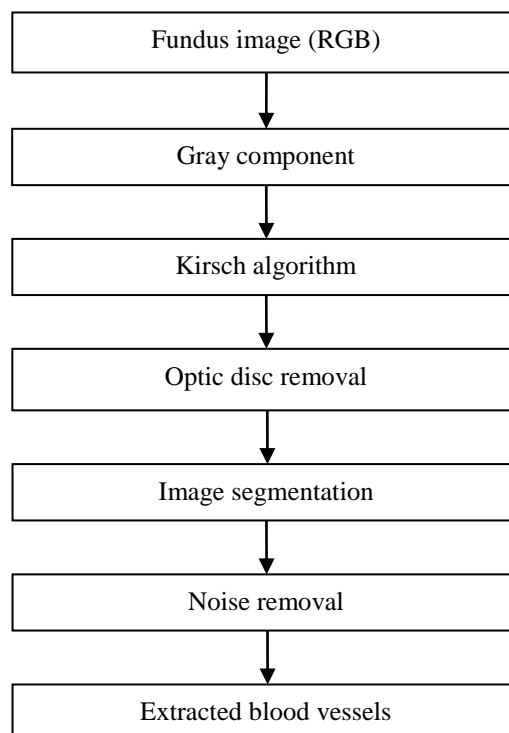 Fundus image (RGB)
Gray component
Kirsch algorithm
Optic disc removal
Image segmentation
Noise removal
Extracted blood vessels